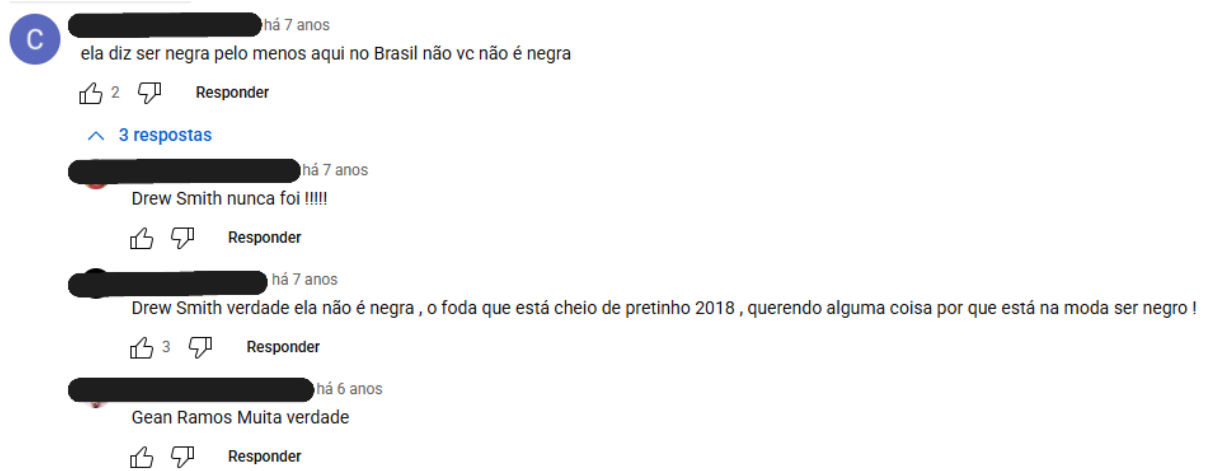 C
há 7 anos
ela diz ser negra pelo menos aqui no Brasil não vc não é negra
2 Responder
3 respostas
há 7 anos
Drew Smith nunca foi !!!!!
Responder
há 7 anos
Drew Smith verdade ela não é negra , o foda que está cheio de pretinho 2018 , querendo alguma coisa por que está na moda ser negro !
3 Responder
há 6 anos
Gean Ramos Muita verdade
Responder